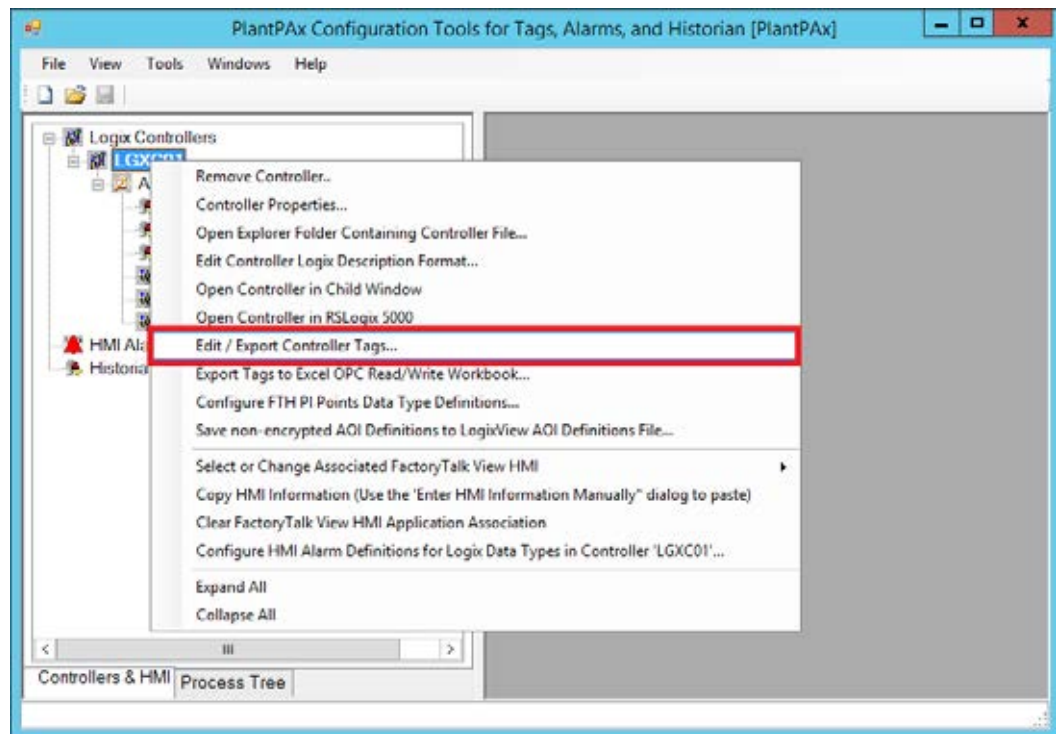 PlantPAx Configuration Tools for Tags, Alarms, and Historian [PlantPAx]
File View Tools Windows Help
Logix Controllers
LGXC01
A
Remove Controller..
Controller Properties...
Open Explorer Folder Containing Controller File...
Edit Controller Logix Description Format...
Open Controller in Child Window
Open Controller in RSLogix 5000
HMI Ala
Edit / Export Controller Tags...
Historia
Export Tags to Excel OPC Read/Write Workbook...
Configure FTH PI Points Data Type Definitions...
Save non-encrypted AOI Definitions to LogixView AOI Definitions File...
Select or Change Associated FactoryTalk View HMI
Copy HMI Information (Use the 'Enter HMI Information Manually" dialog to paste)
Clear FactoryTalk View HMI Application Association
Configure HMI Alarm Definitions for Logix Data Types in Controller 'LGXC01'...
Expand All
Collapse All
Controllers & HMI Process Tree